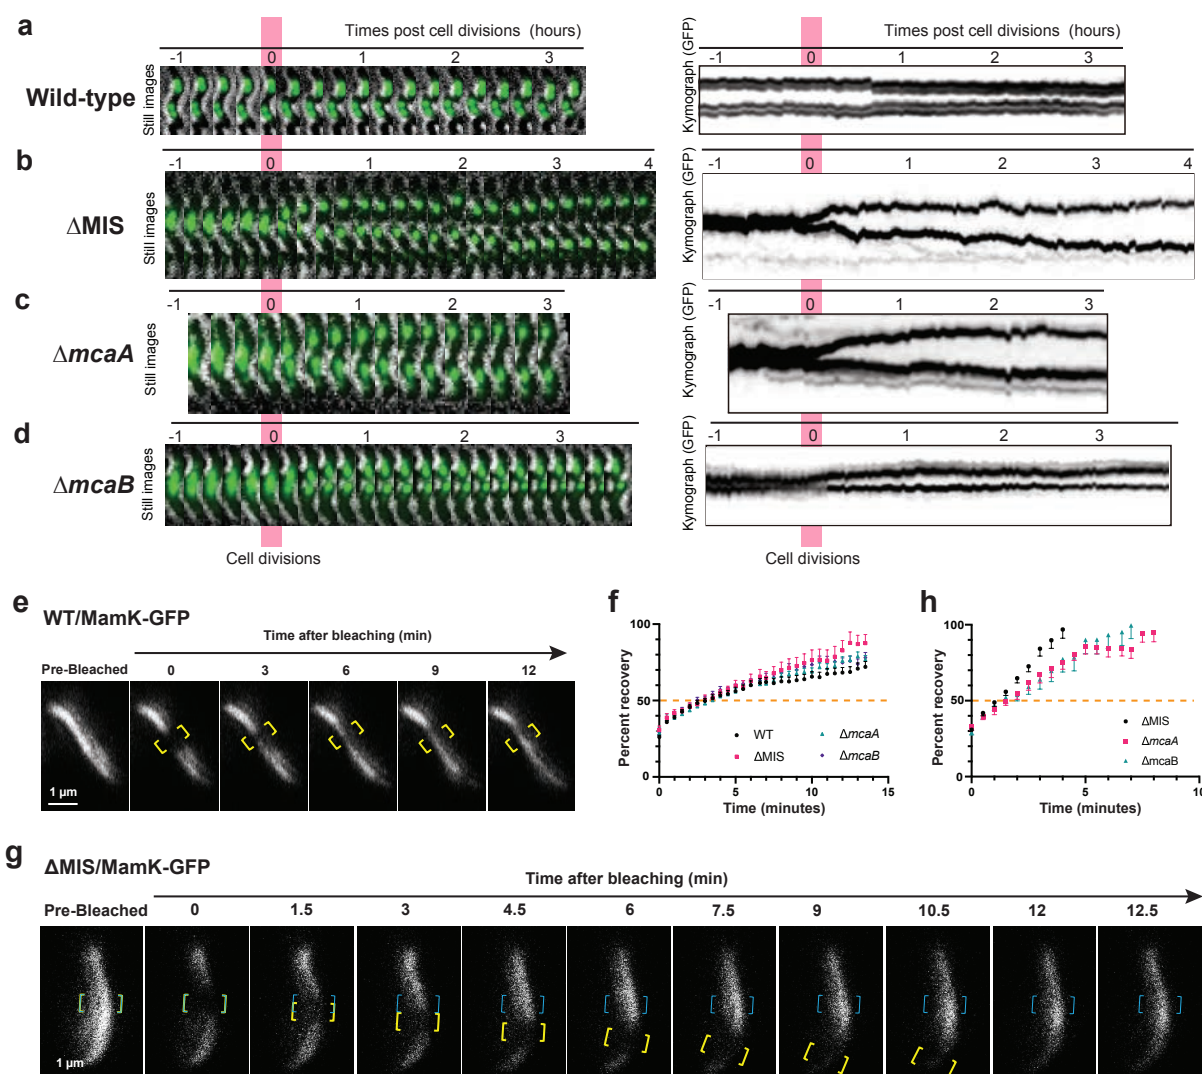 a
Times post cell divisions (hours)
-1 0 1 2 3
Wild-type
Still images
Times post cell divisions (hours)
-1 0 1 2 3
Kymograph (GFP)
b
-1 0 1 2 3 4
ΔMIS
Still images
-1 0 1 2 3 4
Kymograph (GFP)
c
-1 0 1 2 3
ΔmcaA
Still images
-1 0 1 2 3
Kymograph (GFP)
d
-1 0 1 2 3
ΔmcaB
Still images
-1 0 1 2 3
Kymograph (GFP)
Cell divisions
Cell divisions
e
WT/MamK-GFP
Time after bleaching (min)
Pre-Bleached 0 3 6 9 12
1 µm
f
Percent recovery
100
50
0
0 5 10 15
Time (minutes)
WT
ΔMIS
ΔmcaA
ΔmcaB
h
Percent recovery
100
50
0
0 5 10
Time (minutes)
ΔMIS
ΔmcaA
ΔmcaB
g
ΔMIS/MamK-GFP
Time after bleaching (min)
Pre-Bleached 0 1.5 3 4.5 6 7.5 9 10.5 12 12.5
1 µm